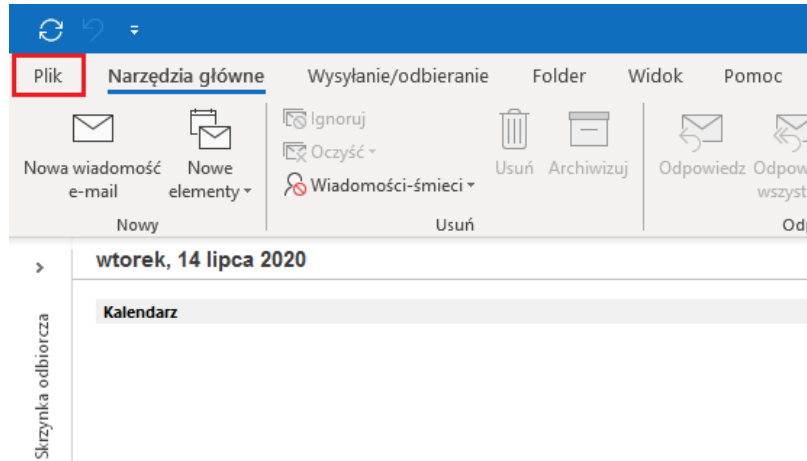 Plik Narzędzia główne Wysyłanie/odbieranie Folder Widok Pomoc
Nowa wiadomość
e-mail
Nowe
elementy
Ignoruj
Oczyść
Wiadomości-śmieci
Usuń
Archiwizuj
Odpowiedz
Nowy
Usuń
wtorek, 14 lipca 2020
Kalendarz
Skrzynka odbiorcza